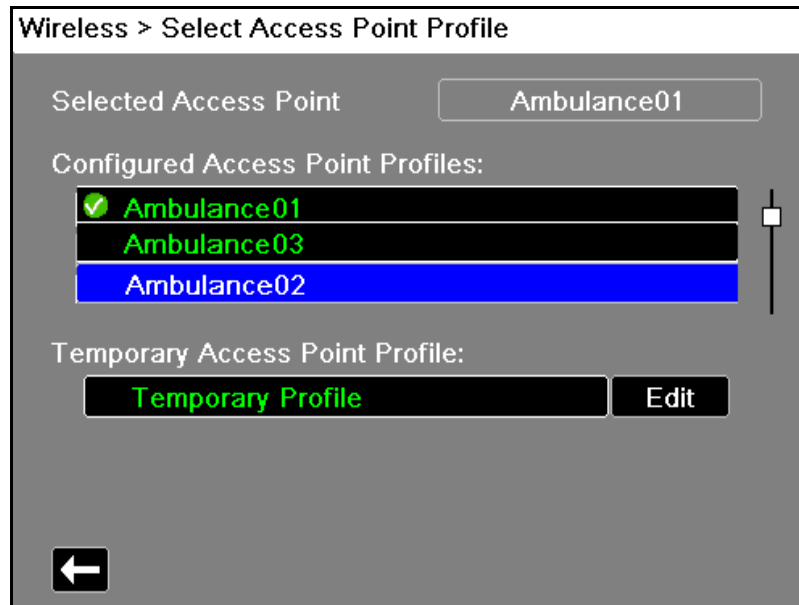 Wireless > Select Access Point Profile
Selected Access Point Ambulance01
Configured Access Point Profiles:
Ambulance01
Ambulance03
Ambulance02
Temporary Access Point Profile:
Temporary Profile Edit